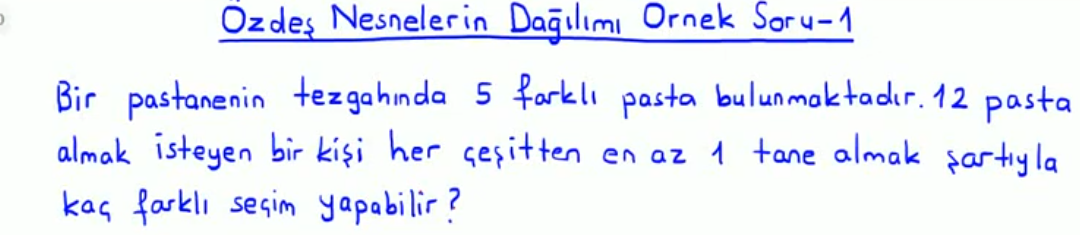 Özdeş Nesnelerin Dağılımı Örnek Soru-1
Bir pastanenin tezgahında 5 farklı pasta bulunmaktadır. 12 pasta
almak isteyen bir kişi her çeşitten en az 1 tane almak şartıyla
kaç farklı seçim yapabilir?